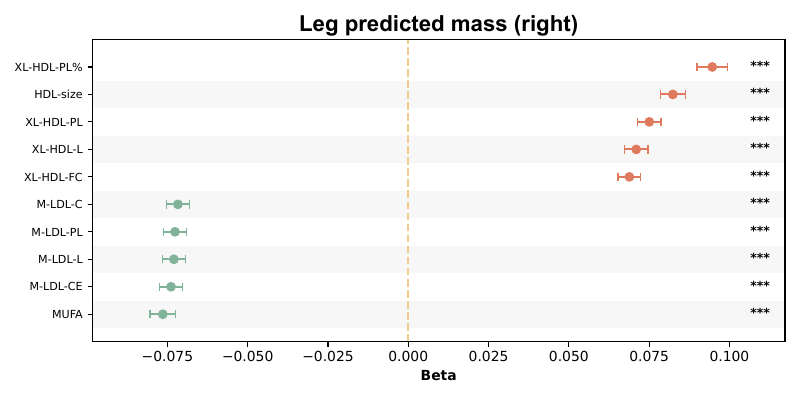 Leg predicted mass (right)
XL-HDL-PL% ***
HDL-size ***
XL-HDL-PL ***
XL-HDL-L ***
XL-HDL-FC ***
M-LDL-C ***
M-LDL-PL ***
M-LDL-L ***
M-LDL-CE ***
MUFA ***
−0.075 −0.050 −0.025 0.000 0.025 0.050 0.075 0.100
Beta